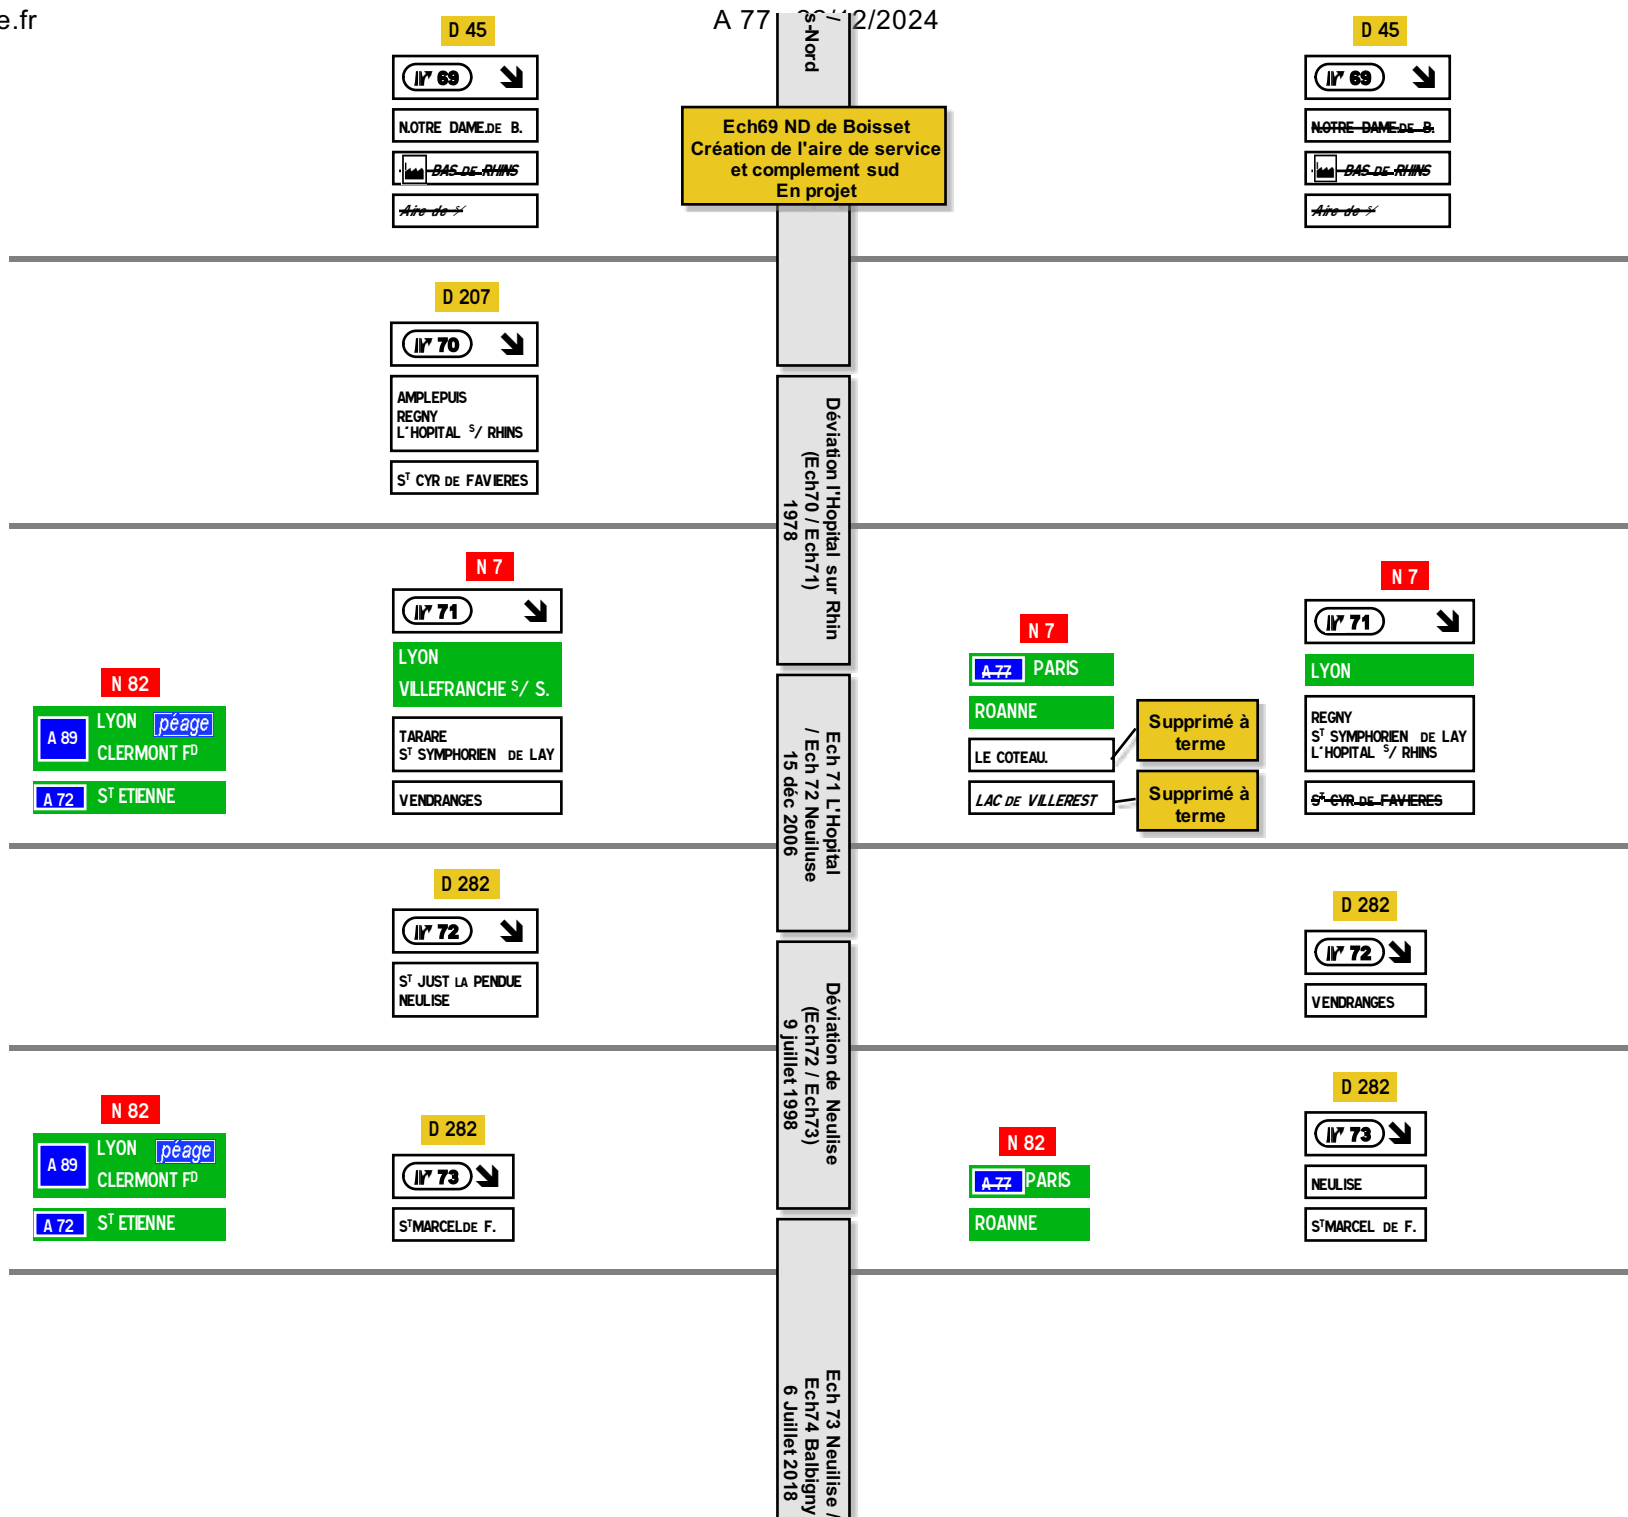 e.fr
A 77
2/2024
s-Nord
D 45
69
NOTRE DAME DE B.
BAS DE RHINS
Aire de S/
Ech69 ND de Boisset
Création de l'aire de service
et complement sud
En projet
D 45
69
NOTRE DAME DE B.
BAS DE RHINS
Aire de S/
D 207
70
AMPLEPUIS
REGNY
L'HOPITAL S/ RHINS
ST CYR DE FAVIERES
Déviation l'Hopital sur Rhin
(Ech70 / Ech71)
1978
N 82
A 89 LYON péage
CLERMONT FD
A 72 ST ETIENNE
N 7
71
LYON
VILLEFRANCHE S/ S.
TARARE
ST SYMPHORIEN DE LAY
VENDRANGES
Ech 71 L'Hopital
/ Ech 72 Neuiluse
15 déc 2006
N 7
A 77 PARIS
ROANNE
LE COTEAU.
LAC DE VILLEREST
Supprimé à
terme
Supprimé à
terme
N 7
71
LYON
REGNY
ST SYMPHORIEN DE LAY
L'HOPITAL S/ RHINS
ST CYR DE FAVIERES
D 282
72
ST JUST LA PENDUE
NEULISE
Déviation de Neulise
(Ech72 / Ech73)
9 juillet 1998
D 282
72
VENDRANGES
N 82
A 89 LYON péage
CLERMONT FD
A 72 ST ETIENNE
D 282
73
ST MARCEL DE F.
N 82
A 77 PARIS
ROANNE
D 282
73
NEULISE
ST MARCEL DE F.
Ech 73 Neuilise /
Ech74 Balbigny
6 Juillet 2018